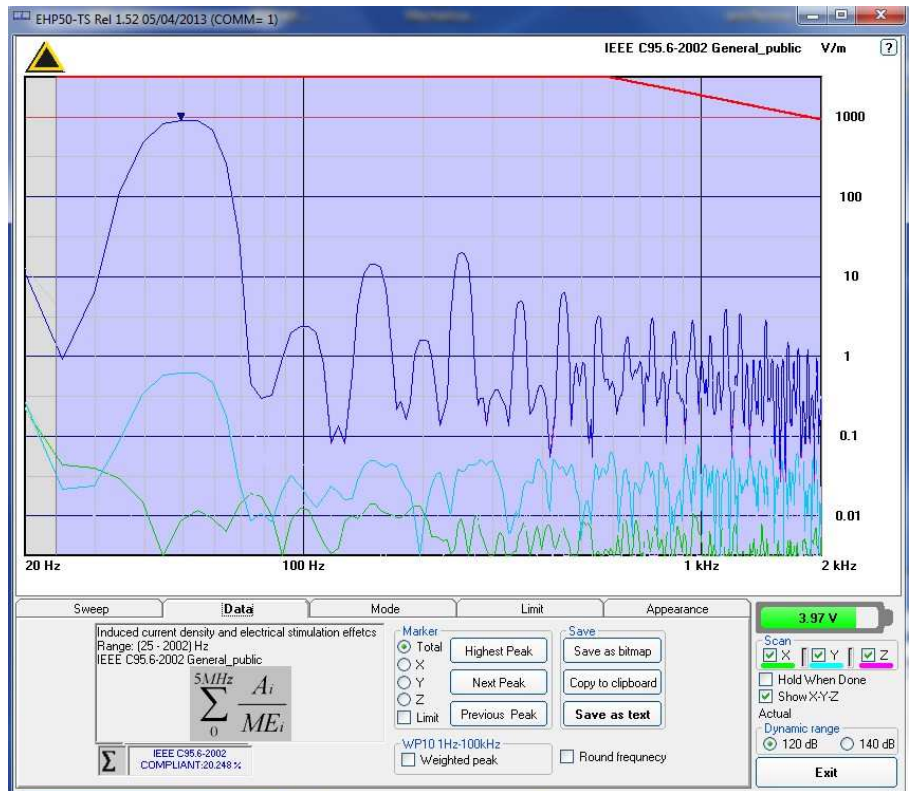 EHP50-TS Rel 1.52 05/04/2013 (COMM= 1)
IEEE C95.6-2002 General_public V/m ?
1000
100
10
1
0.1
0.01
20 Hz 100 Hz 1 kHz 2 kHz
Sweep Data Mode Limit Appearance
Induced current density and electrical stimulation effetcs
Range: (25 - 2002) Hz
IEEE C95.6-2002 General_public
5MHz
∑ Ai / MEi
0
Σ
IEEE C95.6-2002
COMPLIANT:20.248 %
Marker
Total
X
Y
Z
Limit
Highest Peak
Next Peak
Previous Peak
WP10 1Hz-100kHz
Weighted peak
Save
Save as bitmap
Copy to clipboard
Save as text
Round frequnecy
3.97 V
Scan
X [ Y [ Z
Hold When Done
Show X-Y-Z
Actual
Dynamic range
120 dB 140 dB
Exit